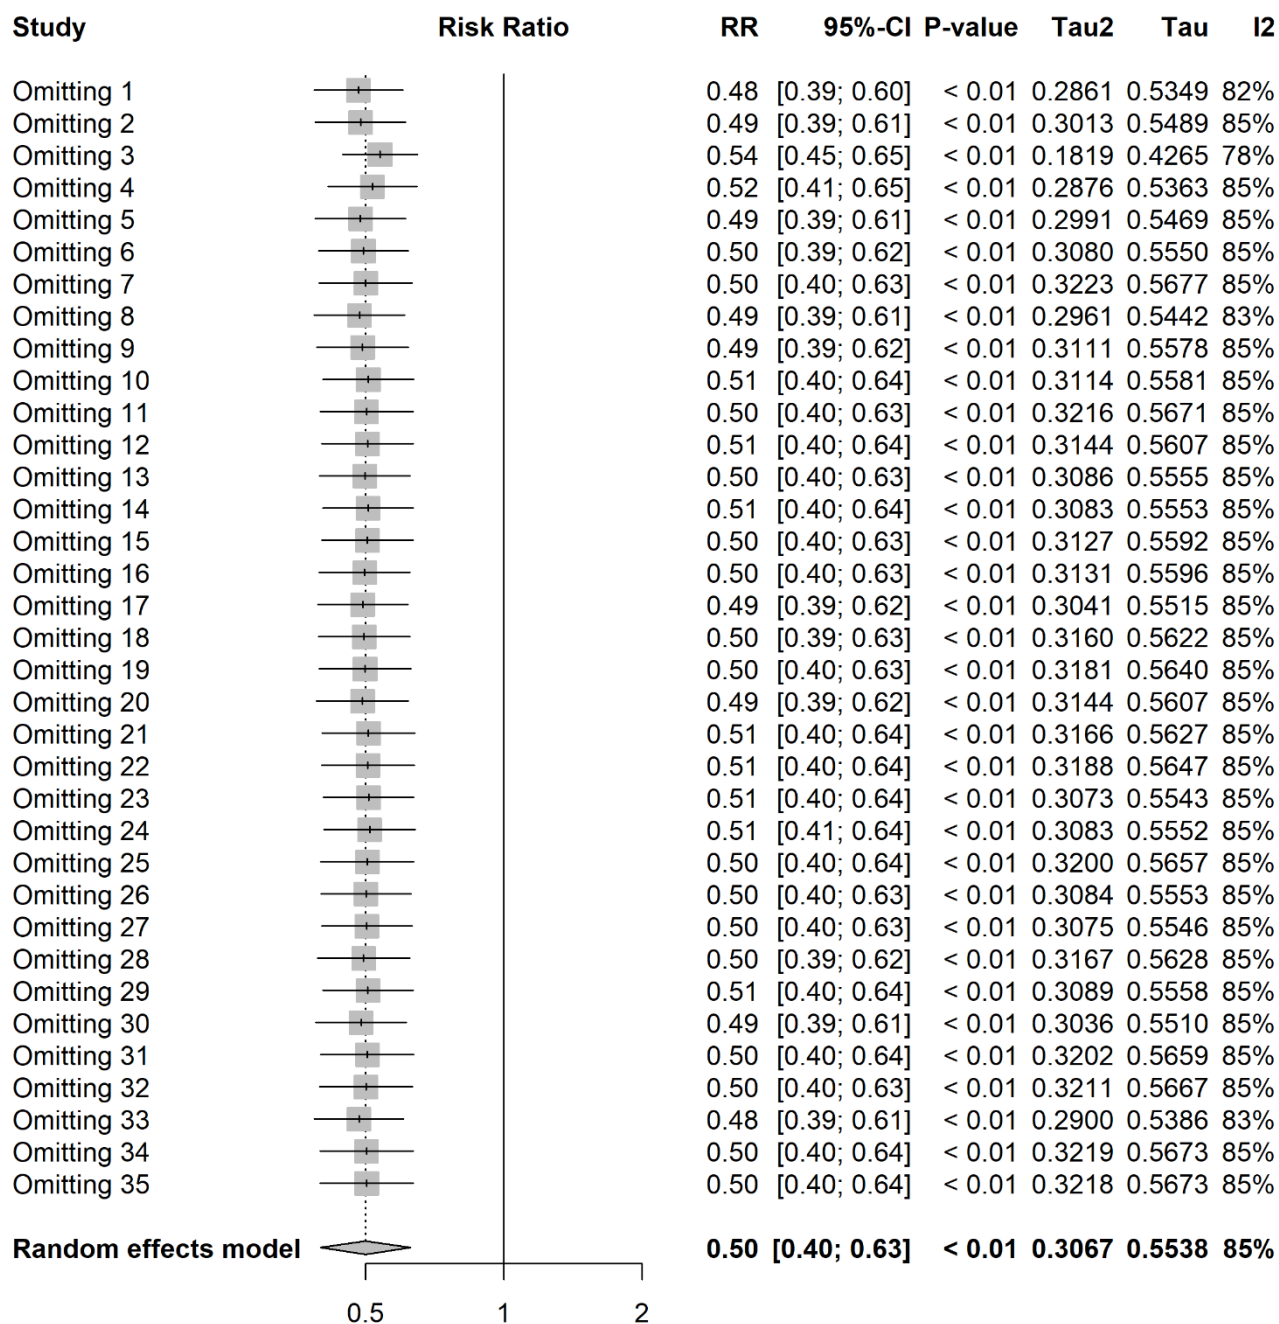 Study Risk Ratio RR 95%-CI P-value Tau2 Tau I2
Omitting 1 0.48 [0.39; 0.60] < 0.01 0.2861 0.5349 82%
Omitting 2 0.49 [0.39; 0.61] < 0.01 0.3013 0.5489 85%
Omitting 3 0.54 [0.45; 0.65] < 0.01 0.1819 0.4265 78%
Omitting 4 0.52 [0.41; 0.65] < 0.01 0.2876 0.5363 85%
Omitting 5 0.49 [0.39; 0.61] < 0.01 0.2991 0.5469 85%
Omitting 6 0.50 [0.39; 0.62] < 0.01 0.3080 0.5550 85%
Omitting 7 0.50 [0.40; 0.63] < 0.01 0.3223 0.5677 85%
Omitting 8 0.49 [0.39; 0.61] < 0.01 0.2961 0.5442 83%
Omitting 9 0.49 [0.39; 0.62] < 0.01 0.3111 0.5578 85%
Omitting 10 0.51 [0.40; 0.64] < 0.01 0.3114 0.5581 85%
Omitting 11 0.50 [0.40; 0.63] < 0.01 0.3216 0.5671 85%
Omitting 12 0.51 [0.40; 0.64] < 0.01 0.3144 0.5607 85%
Omitting 13 0.50 [0.40; 0.63] < 0.01 0.3086 0.5555 85%
Omitting 14 0.51 [0.40; 0.64] < 0.01 0.3083 0.5553 85%
Omitting 15 0.50 [0.40; 0.63] < 0.01 0.3127 0.5592 85%
Omitting 16 0.50 [0.40; 0.63] < 0.01 0.3131 0.5596 85%
Omitting 17 0.49 [0.39; 0.62] < 0.01 0.3041 0.5515 85%
Omitting 18 0.50 [0.39; 0.63] < 0.01 0.3160 0.5622 85%
Omitting 19 0.50 [0.40; 0.63] < 0.01 0.3181 0.5640 85%
Omitting 20 0.49 [0.39; 0.62] < 0.01 0.3144 0.5607 85%
Omitting 21 0.51 [0.40; 0.64] < 0.01 0.3166 0.5627 85%
Omitting 22 0.51 [0.40; 0.64] < 0.01 0.3188 0.5647 85%
Omitting 23 0.51 [0.40; 0.64] < 0.01 0.3073 0.5543 85%
Omitting 24 0.51 [0.41; 0.64] < 0.01 0.3083 0.5552 85%
Omitting 25 0.50 [0.40; 0.64] < 0.01 0.3200 0.5657 85%
Omitting 26 0.50 [0.40; 0.63] < 0.01 0.3084 0.5553 85%
Omitting 27 0.50 [0.40; 0.63] < 0.01 0.3075 0.5546 85%
Omitting 28 0.50 [0.39; 0.62] < 0.01 0.3167 0.5628 85%
Omitting 29 0.51 [0.40; 0.64] < 0.01 0.3089 0.5558 85%
Omitting 30 0.49 [0.39; 0.61] < 0.01 0.3036 0.5510 85%
Omitting 31 0.50 [0.40; 0.64] < 0.01 0.3202 0.5659 85%
Omitting 32 0.50 [0.40; 0.63] < 0.01 0.3211 0.5667 85%
Omitting 33 0.48 [0.39; 0.61] < 0.01 0.2900 0.5386 83%
Omitting 34 0.50 [0.40; 0.64] < 0.01 0.3219 0.5673 85%
Omitting 35 0.50 [0.40; 0.64] < 0.01 0.3218 0.5673 85%
Random effects model 0.50 [0.40; 0.63] < 0.01 0.3067 0.5538 85%
0.5 1 2